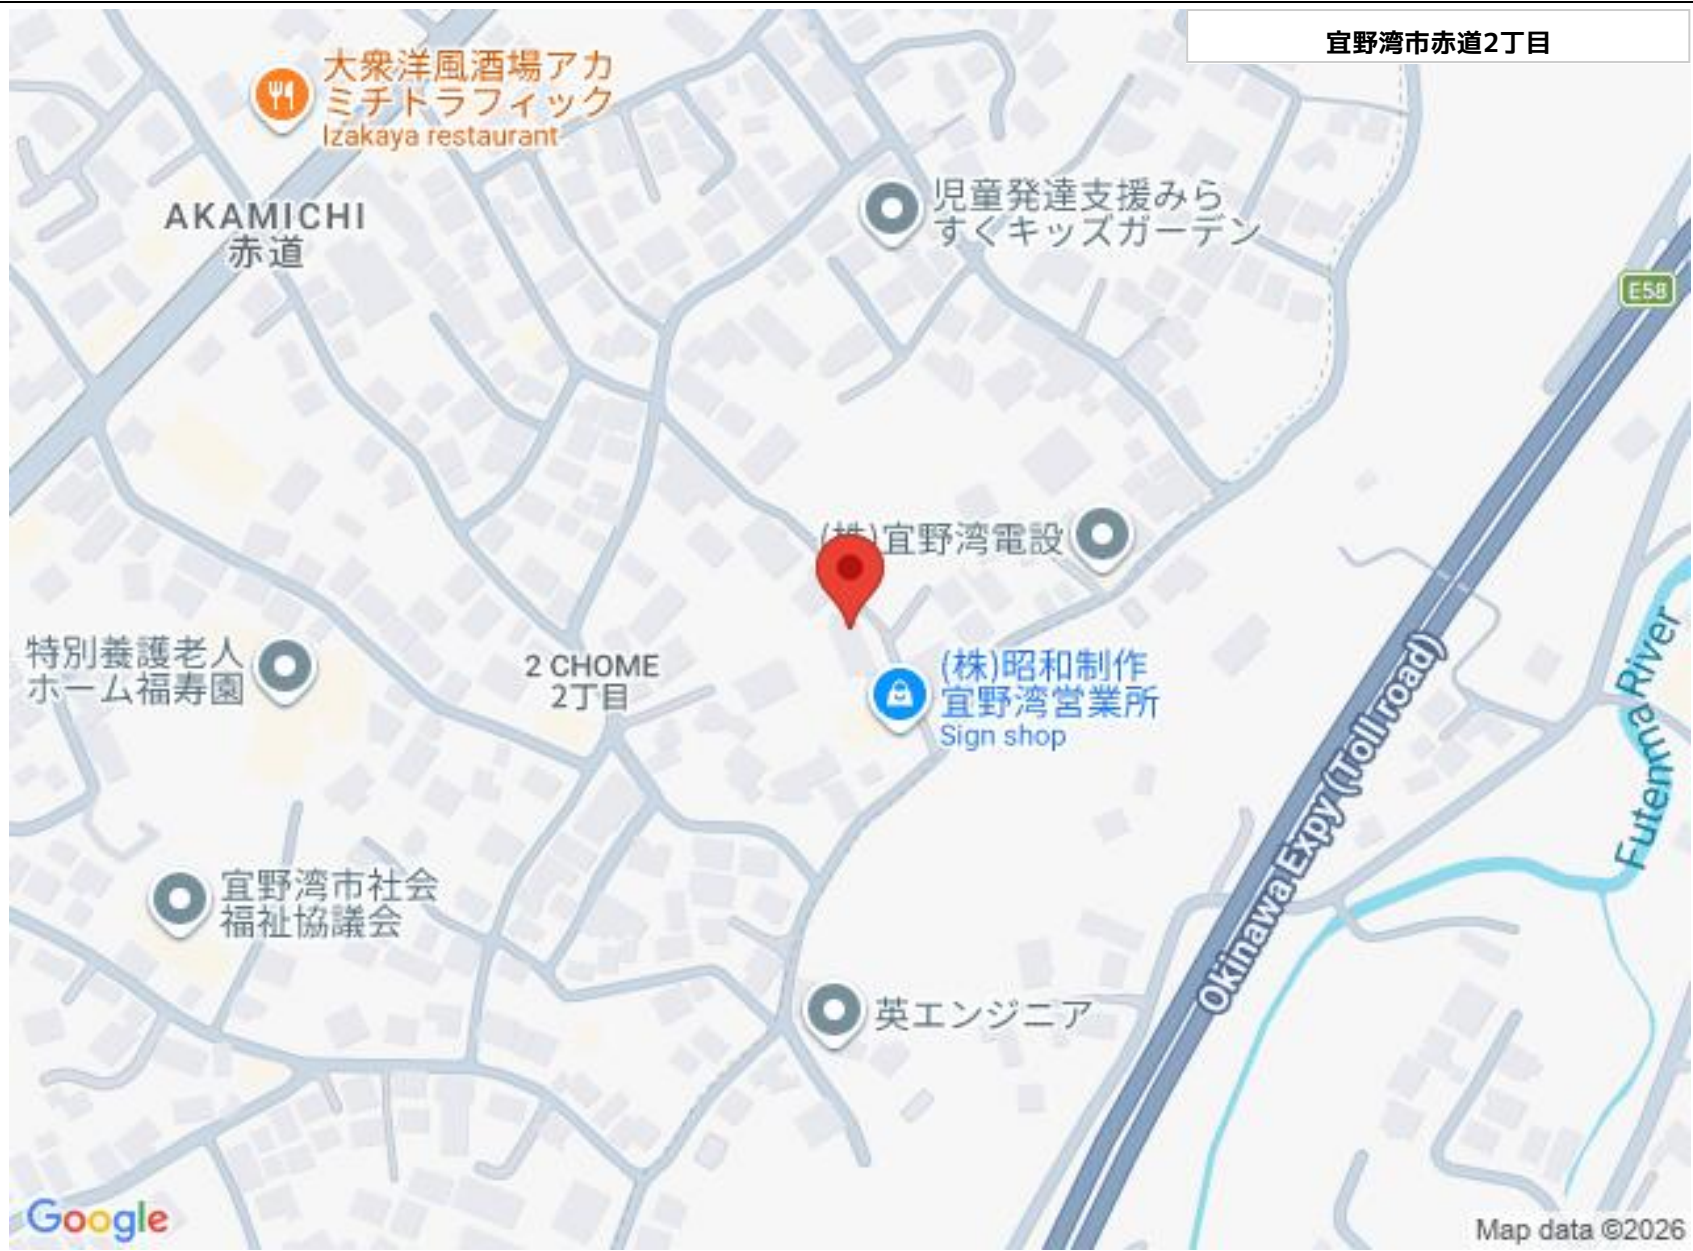 宜野湾市赤道2丁目
大衆洋風酒場アカ
ミチトラフィック
Izakaya restaurant
児童発達支援みら
すくキッズガーデン
AKAMICHI
赤道
E58
(株)宜野湾電設
特別養護老人
ホーム福寿園
2 CHOME
2丁目
(株)昭和制作
宜野湾営業所
Sign shop
Okinawa Expy (Toll road)
Futenma River
宜野湾市社会
福祉協議会
英エンジニア
Google
Map data ©2026